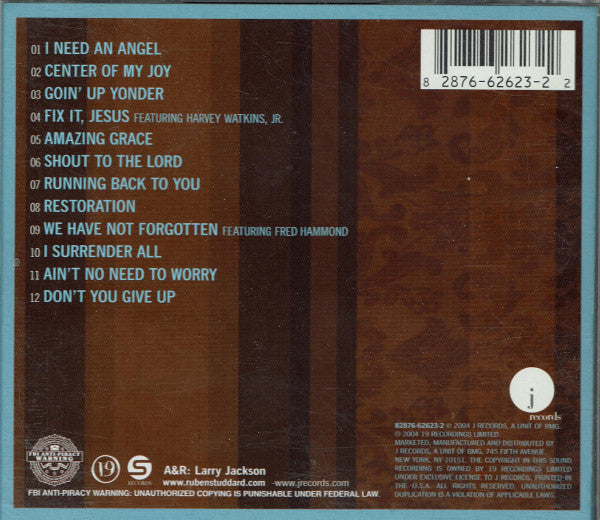 01 I NEED AN ANGEL
02 CENTER OF MY JOY
03 GOIN' UP YONDER
04 FIX IT, JESUS FEATURING HARVEY WATKINS, JR.
05 AMAZING GRACE
06 SHOUT TO THE LORD
07 RUNNING BACK TO YOU
08 RESTORATION
09 WE HAVE NOT FORGOTTEN FEATURING FRED HAMMOND
10 I SURRENDER ALL
11 AIN'T NO NEED TO WORRY
12 DON'T YOU GIVE UP
8 2876-62623-2 2
j
records
82876-62623-2 ℗ 2004 J RECORDS, A UNIT OF BMG.
© 2004 19 RECORDINGS LIMITED.
MARKETED, MANUFACTURED AND DISTRIBUTED BY
J RECORDS, A UNIT OF BMG, 745 FIFTH AVENUE,
NEW YORK, NY 10151. THE COPYRIGHT IN THIS SOUND
RECORDING IS OWNED BY 19 RECORDINGS LIMITED
UNDER EXCLUSIVE LICENSE TO J RECORDS. PRINTED IN
THE U.S.A. ALL RIGHTS RESERVED. UNAUTHORIZED
DUPLICATION IS A VIOLATION OF APPLICABLE LAWS.
FBI ANTI-PIRACY
WARNING
19
S
RECORDS
A&R: Larry Jackson
www.rubenstuddard.com www.jrecords.com
FBI ANTI-PIRACY WARNING: UNAUTHORIZED COPYING IS PUNISHABLE UNDER FEDERAL LAW.